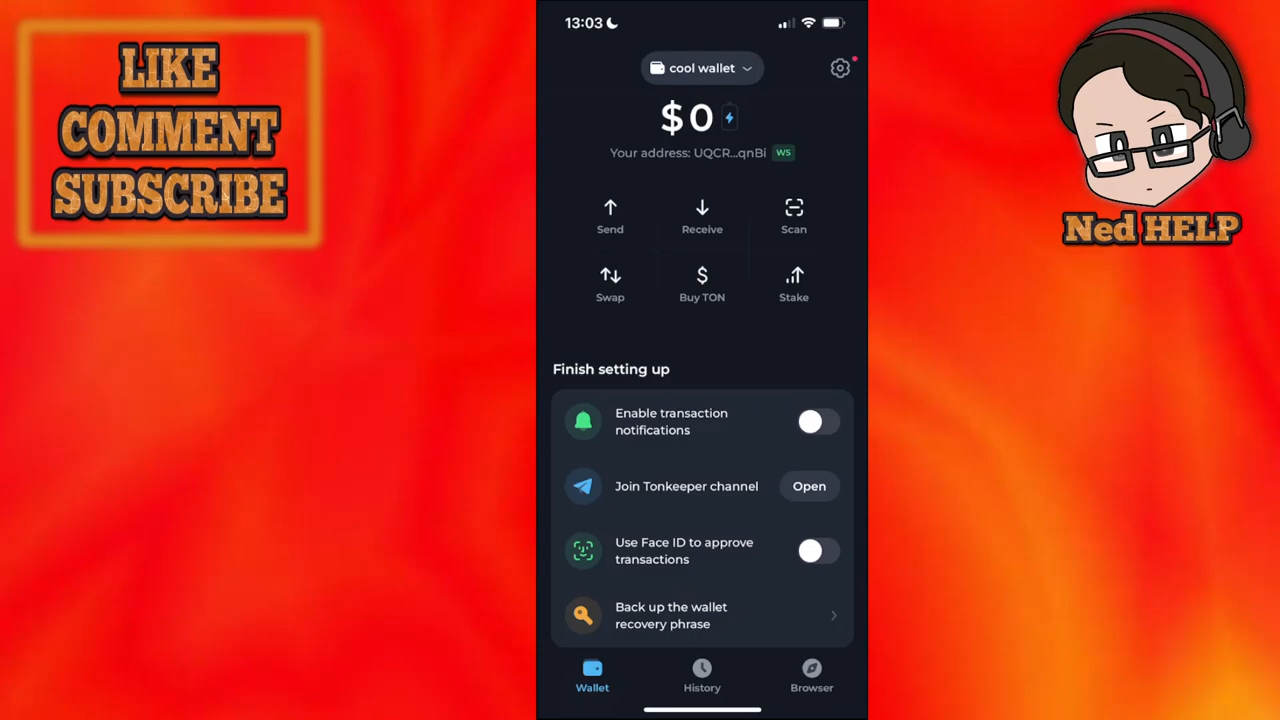 LIKE
COMMENT
SUBSCRIBE
13:03
cool wallet
$0
Your address: UQCR...qnBi W5
Send Receive Scan
Swap Buy TON Stake
Finish setting up
Enable transaction
notifications
Join Tonkeeper channel Open
Use Face ID to approve
transactions
Back up the wallet
recovery phrase
Wallet History Browser
Ned HELP